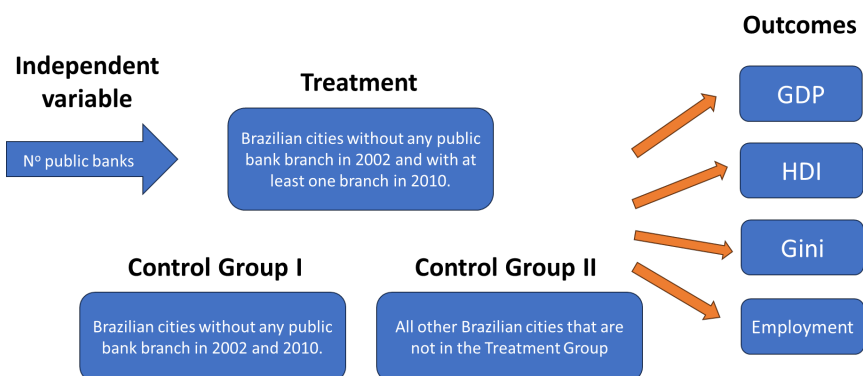 Outcomes
Independent
variable
Nº public banks
Treatment
Brazilian cities without any public
bank branch in 2002 and with at
least one branch in 2010.
GDP
HDI
Gini
Employment
Control Group I
Brazilian cities without any public
bank branch in 2002 and 2010.
Control Group II
All other Brazilian cities that are
not in the Treatment Group